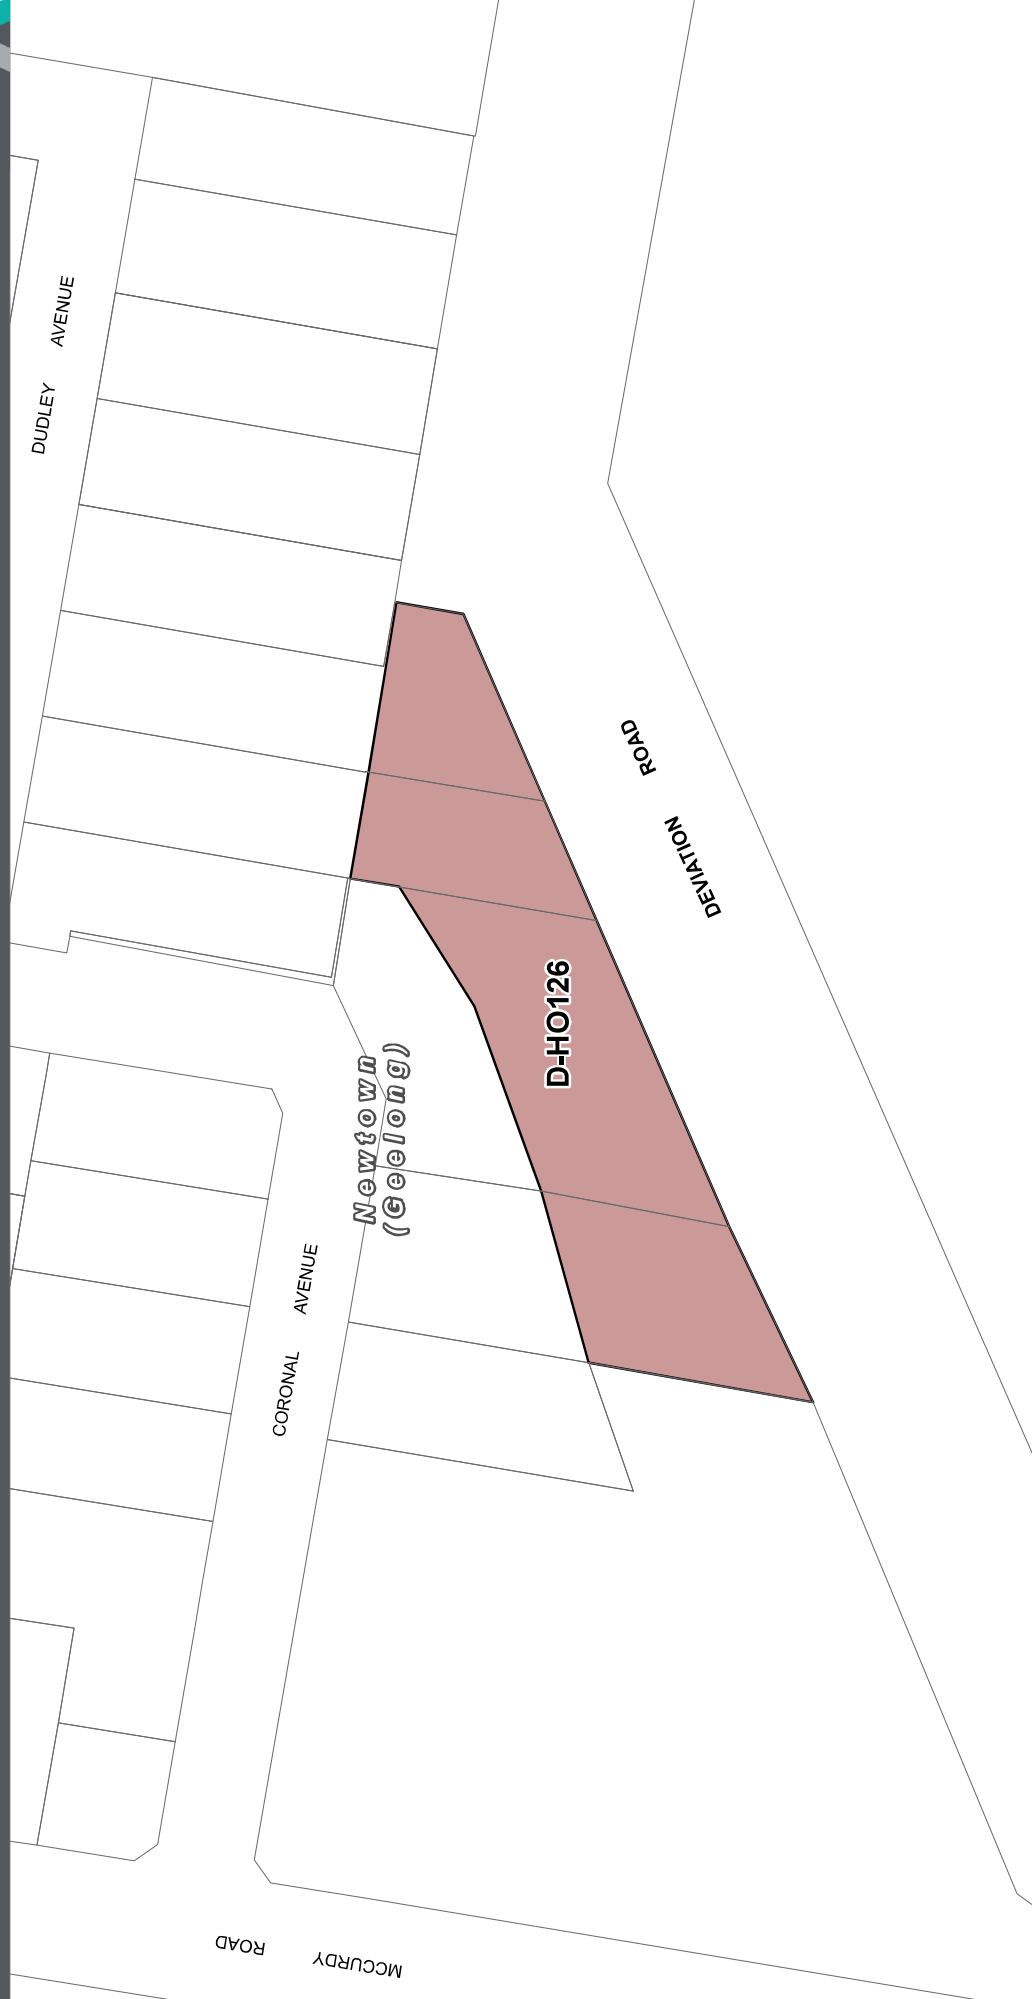 DUDLEY AVENUE
DEVIATION ROAD
D-HO126
Newtown
(Geelong)
CORONAL AVENUE
MCCURDY ROAD